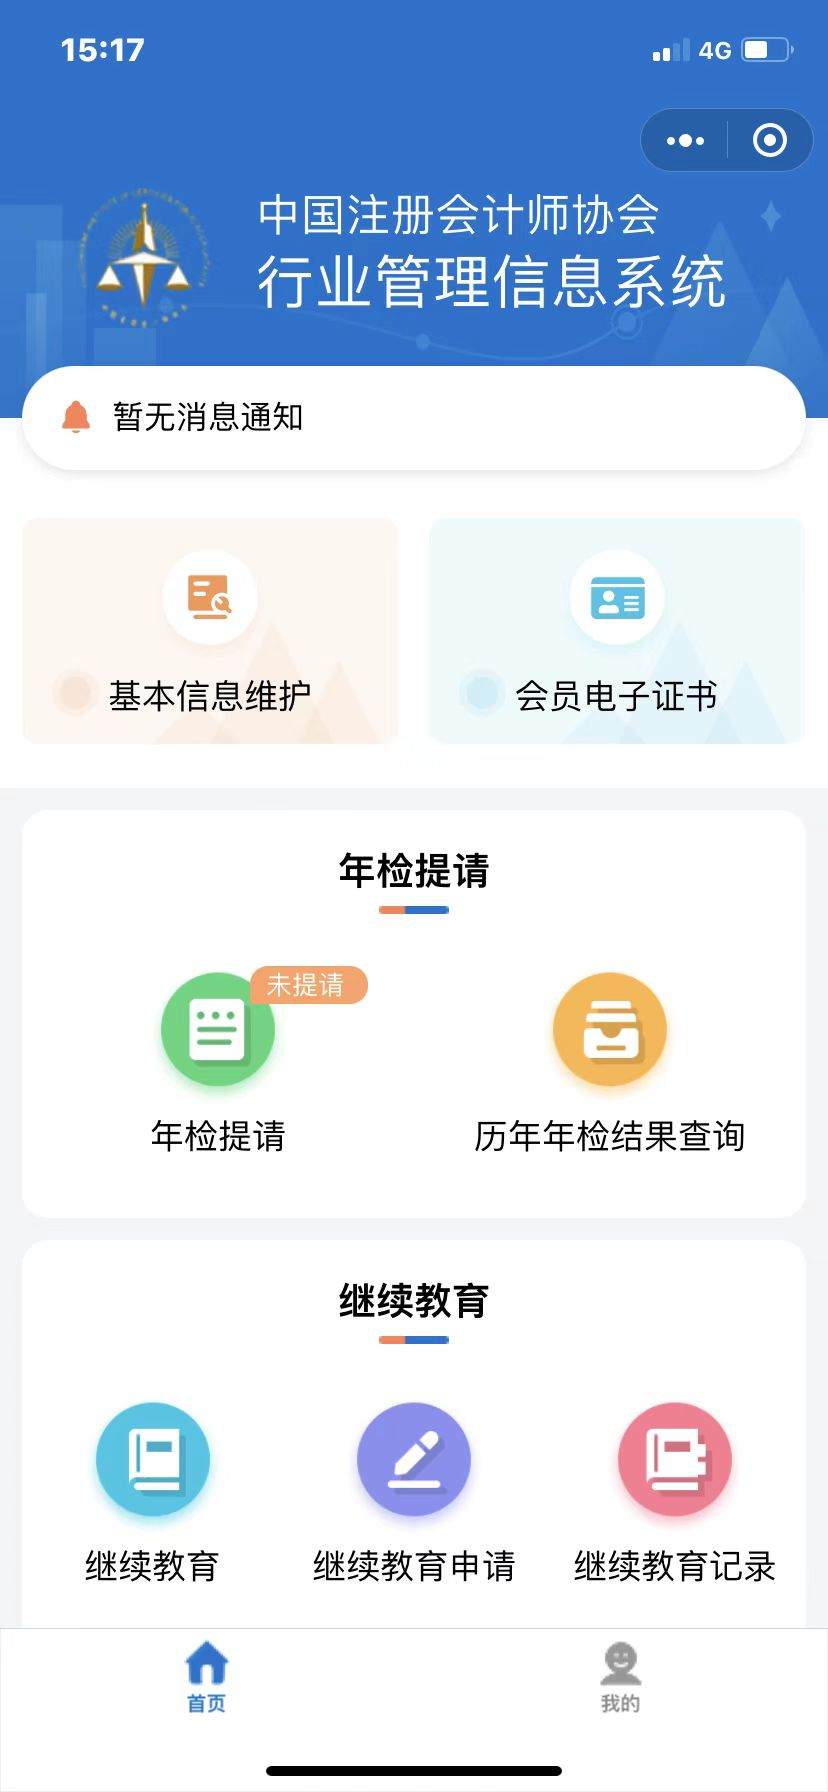 15:17
4G
中国注册会计师协会
行业管理信息系统
暂无消息通知
基本信息维护
会员电子证书
年检提请
未提请
年检提请
历年年检结果查询
继续教育
继续教育
继续教育申请
继续教育记录
首页
我的